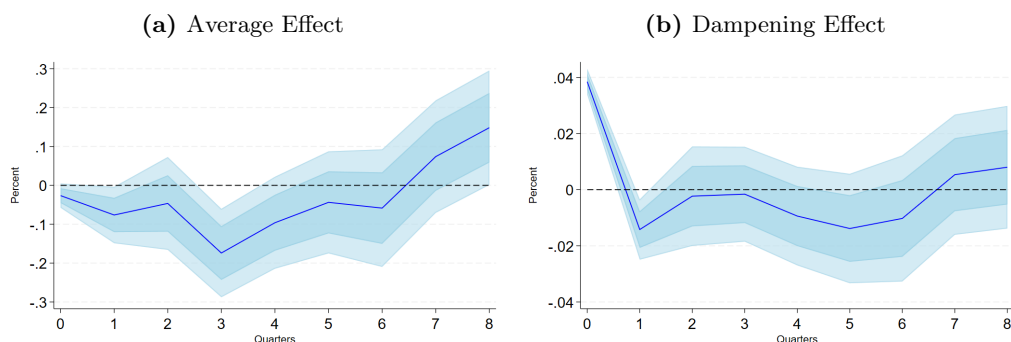 (a) Average Effect
.3
.2
.1
0
-.1
-.2
-.3
Percent
0 1 2 3 4 5 6 7 8
Quarters
(b) Dampening Effect
.04
.02
0
-.02
-.04
Percent
0 1 2 3 4 5 6 7 8
Quarters